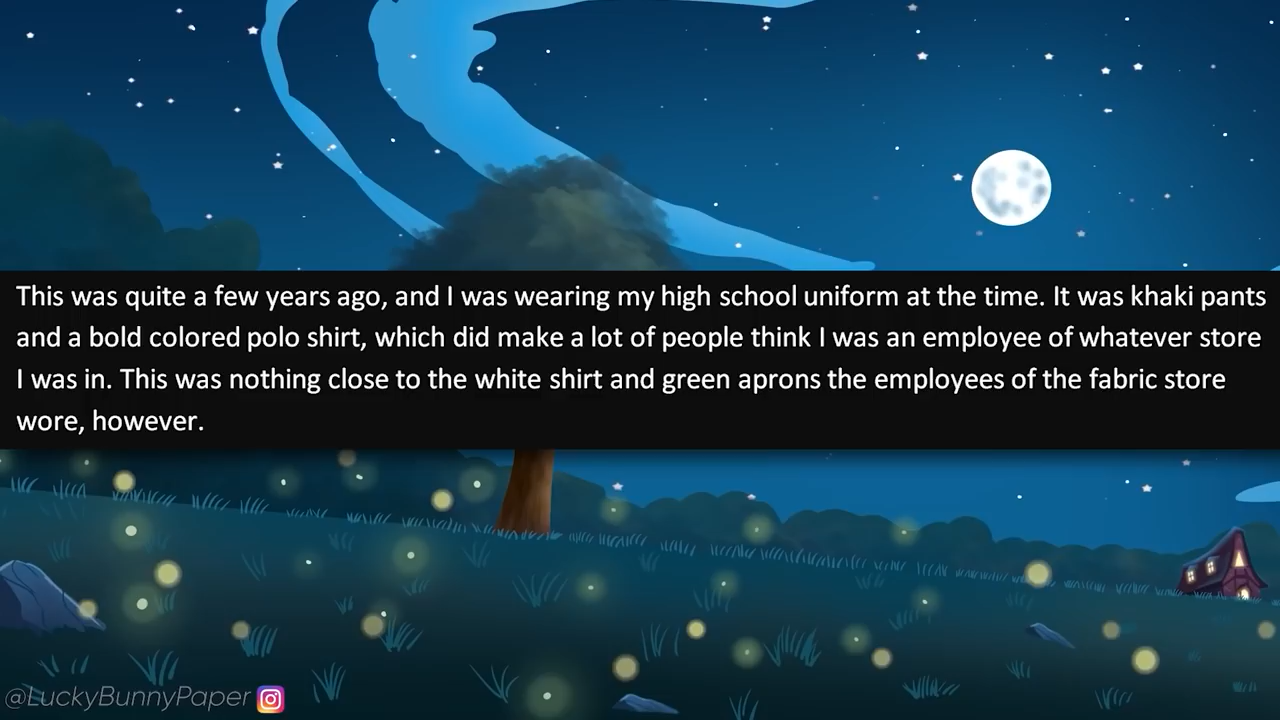 This was quite a few years ago, and I was wearing my high school uniform at the time. It was khaki pants
and a bold colored polo shirt, which did make a lot of people think I was an employee of whatever store
I was in. This was nothing close to the white shirt and green aprons the employees of the fabric store
wore, however.
@LuckyBunnyPaper